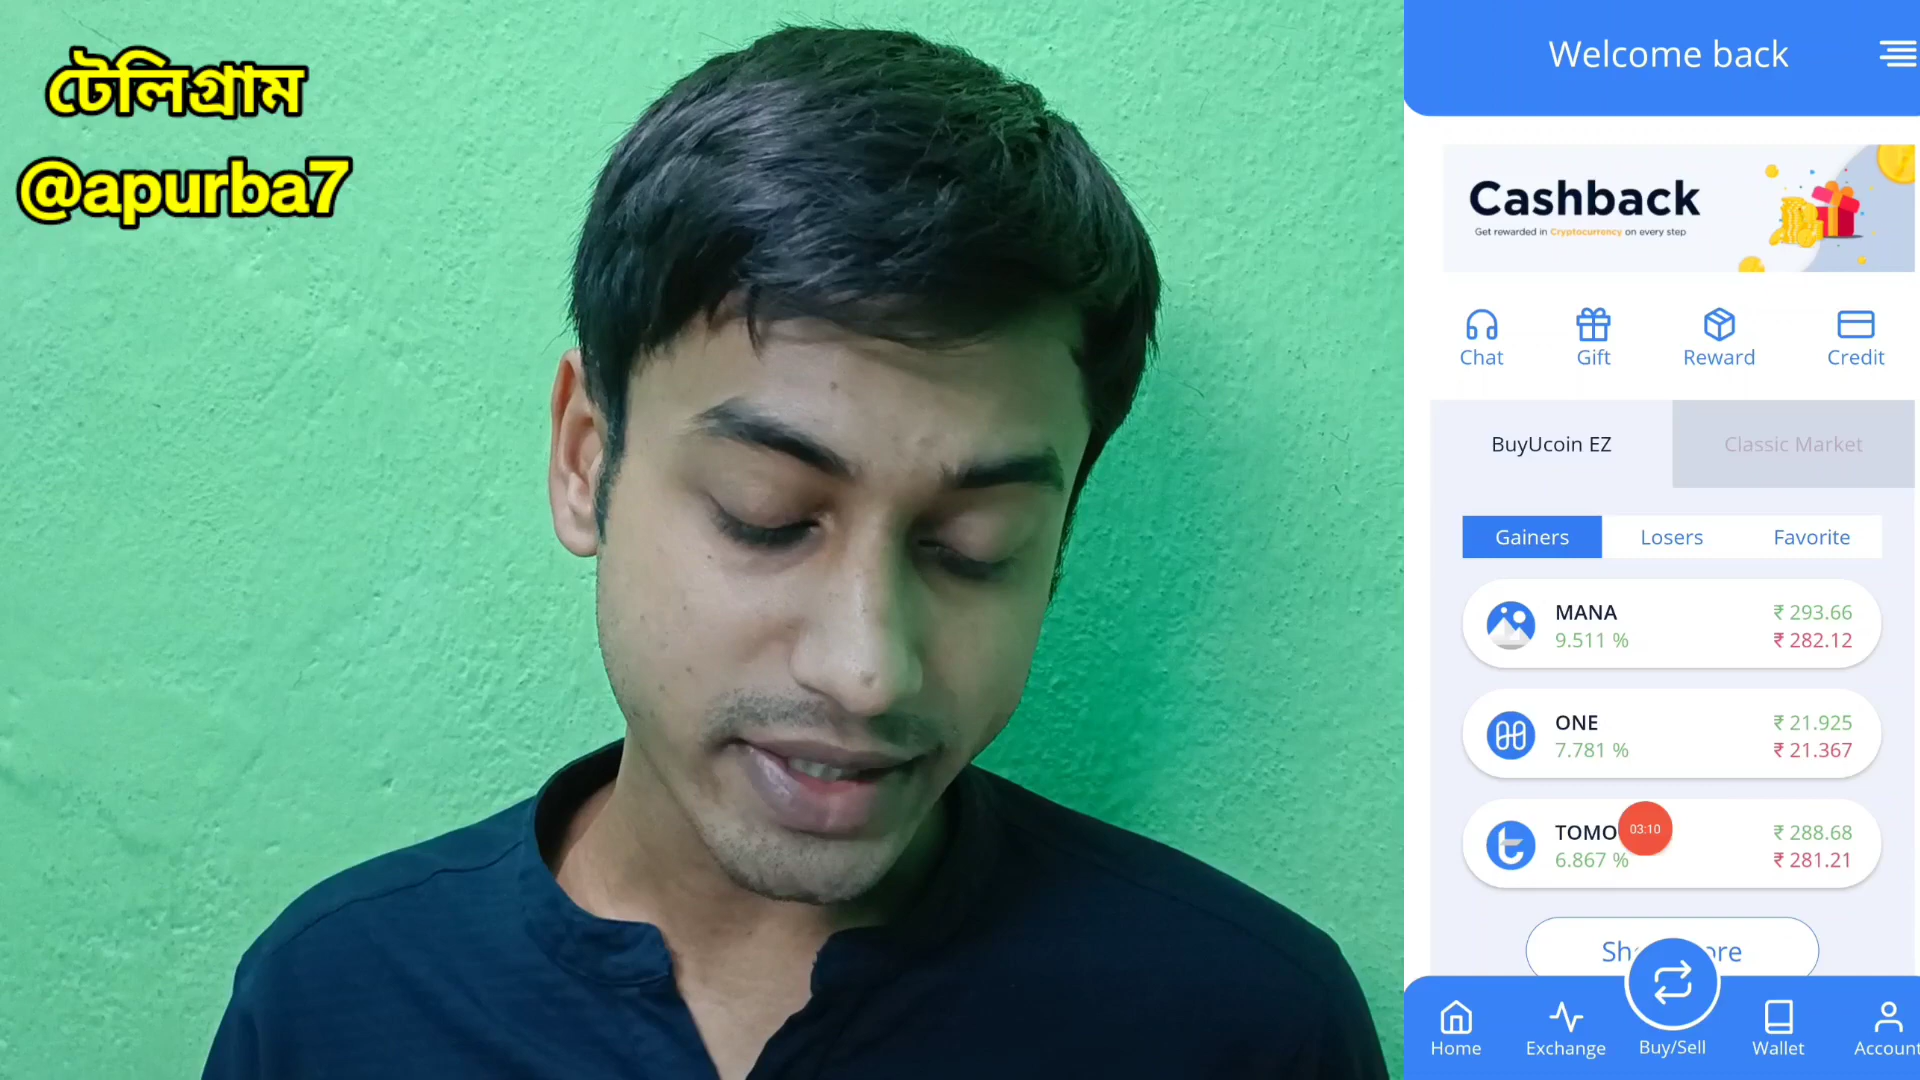 টেলিগ্রাম
@apurba7
Welcome back
Cashback
Get rewarded in Cryptocurrency on every step
Chat
Gift
Reward
Credit
BuyUcoin EZ
Classic Market
Gainers
Losers
Favorite
MANA
₹ 293.66
9.511 %
₹ 282.12
ONE
₹ 21.925
7.781 %
₹ 21.367
TOMO
03:10
₹ 288.68
6.867 %
₹ 281.21
Home
Exchange
Buy/Sell
Wallet
Account